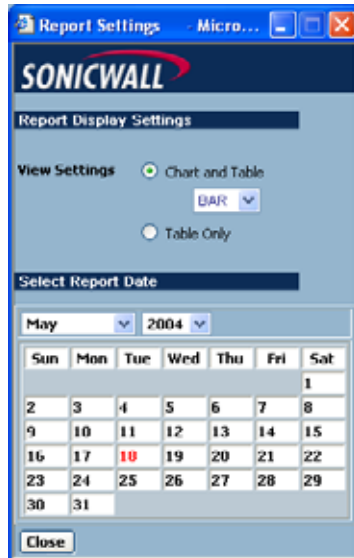 Report Settings - Micro...
SONICWALL
Report Display Settings
View Settings Chart and Table
BAR
Table Only
Select Report Date
May 2004
Sun Mon Tue Wed Thu Fri Sat
1
2 3 4 5 6 7 8
9 10 11 12 13 14 15
16 17 18 19 20 21 22
23 24 25 26 27 28 29
30 31
Close